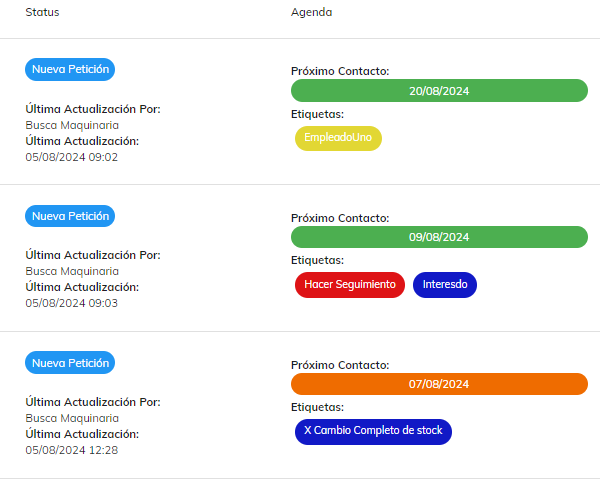 Status
Agenda
Nueva Petición
Última Actualización Por:
Busca Maquinaria
Última Actualización:
05/08/2024 09:02
Próximo Contacto:
20/08/2024
Etiquetas:
EmpleadoUno
Nueva Petición
Última Actualización Por:
Busca Maquinaria
Última Actualización:
05/08/2024 09:03
Próximo Contacto:
09/08/2024
Etiquetas:
Hacer Seguimiento
Interesdo
Nueva Petición
Última Actualización Por:
Busca Maquinaria
Última Actualización:
05/08/2024 12:28
Próximo Contacto:
07/08/2024
Etiquetas:
X Cambio Completo de stock